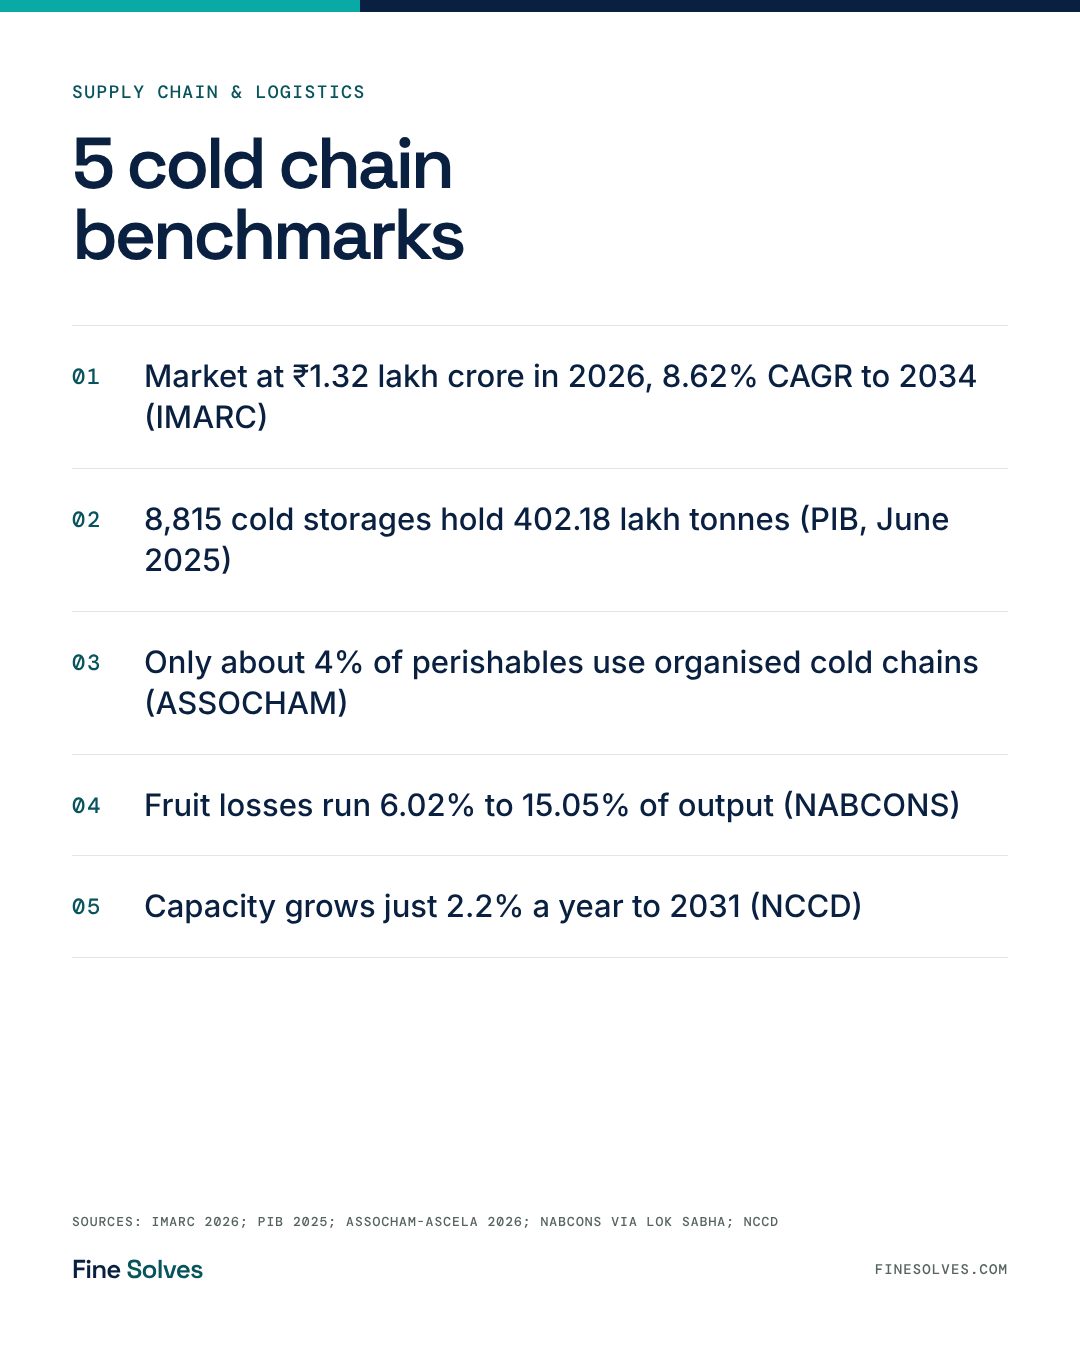 SUPPLY CHAIN & LOGISTICS
5 cold chain
benchmarks
01 Market at ₹1.32 lakh crore in 2026, 8.62% CAGR to 2034
(IMARC)
02 8,815 cold storages hold 402.18 lakh tonnes (PIB, June
2025)
03 Only about 4% of perishables use organised cold chains
(ASSOCHAM)
04 Fruit losses run 6.02% to 15.05% of output (NABCONS)
05 Capacity grows just 2.2% a year to 2031 (NCCD)
SOURCES: IMARC 2026; PIB 2025; ASSOCHAM-ASCELA 2026; NABCONS VIA LOK SABHA; NCCD
Fine Solves
FINESOLVES.COM